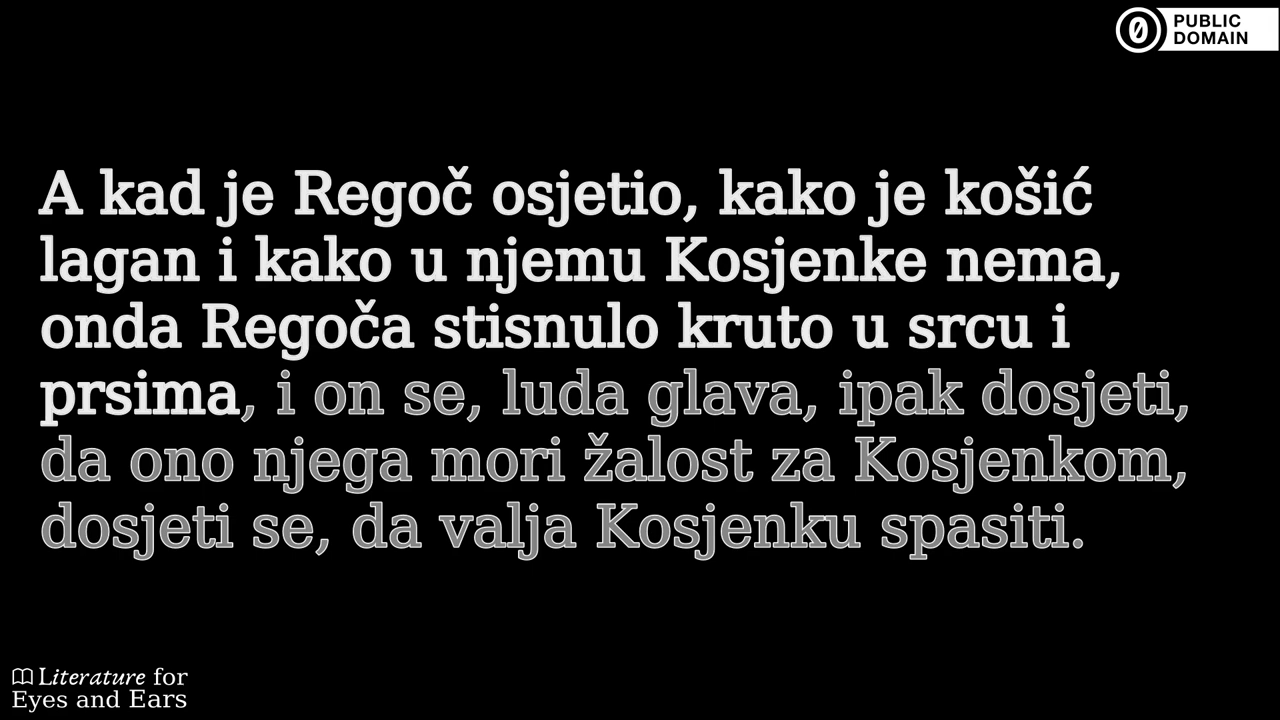 PUBLIC
DOMAIN
A kad je Regoč osjetio, kako je košić
lagan i kako u njemu Kosjenke nema,
onda Regoča stisnulo kruto u srcu i
prsima, i on se, luda glava, ipak dosjeti,
da ono njega mori žalost za Kosjenkom,
dosjeti se, da valja Kosjenku spasiti.
Literature for
Eyes and Ears